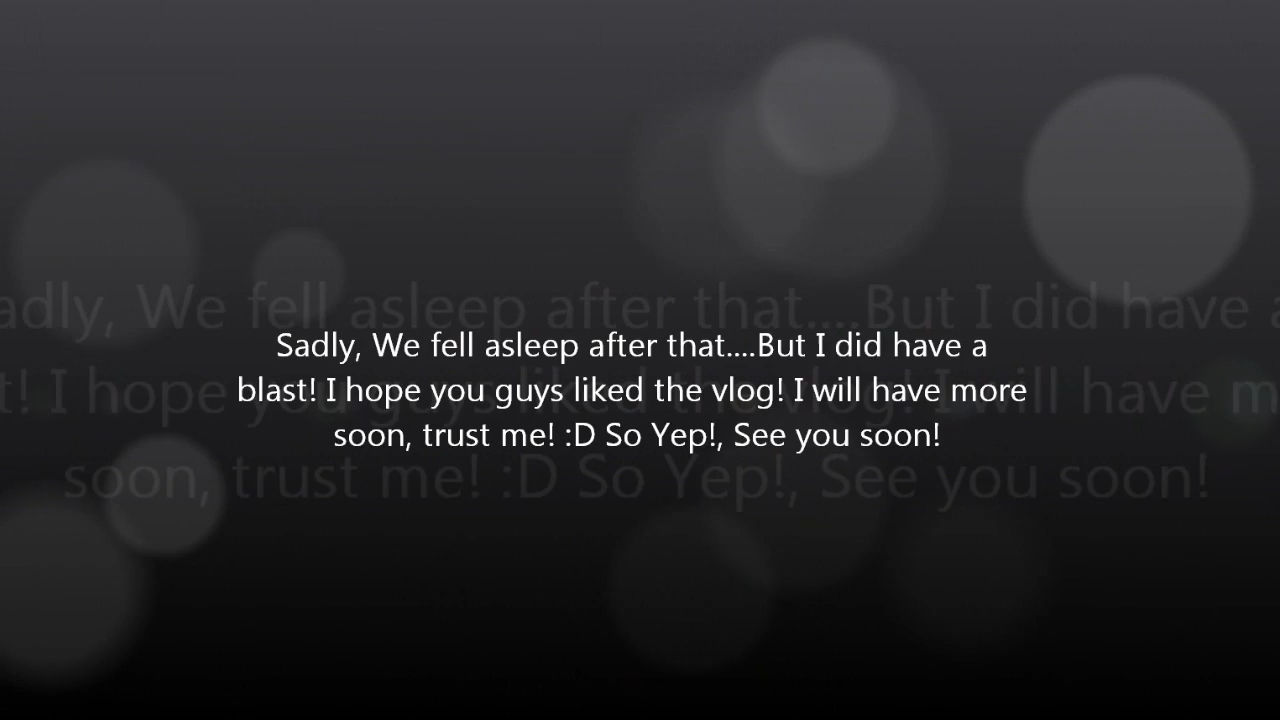 Sadly, We fell asleep after that....But I did have a
blast! I hope you guys liked the vlog! I will have more
soon, trust me! :D So Yep!, See you soon!